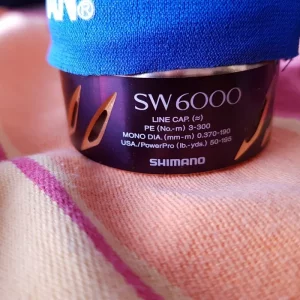 SW6000
LINE CAP. (≈)
PE (No.-m) 3-300
MONO DIA. (mm-m) 0.370-190
USA./PowerPro (lb.-yds.) 50-195
SHIMANO